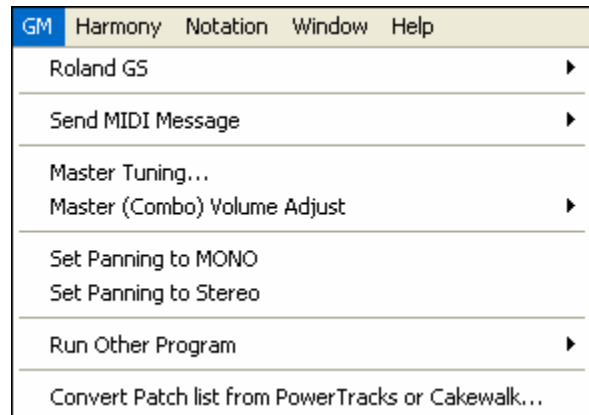 GM Harmony Notation Window Help
Roland GS
Send MIDI Message
Master Tuning...
Master (Combo) Volume Adjust
Set Panning to MONO
Set Panning to Stereo
Run Other Program
Convert Patch list from PowerTracks or Cakewalk...